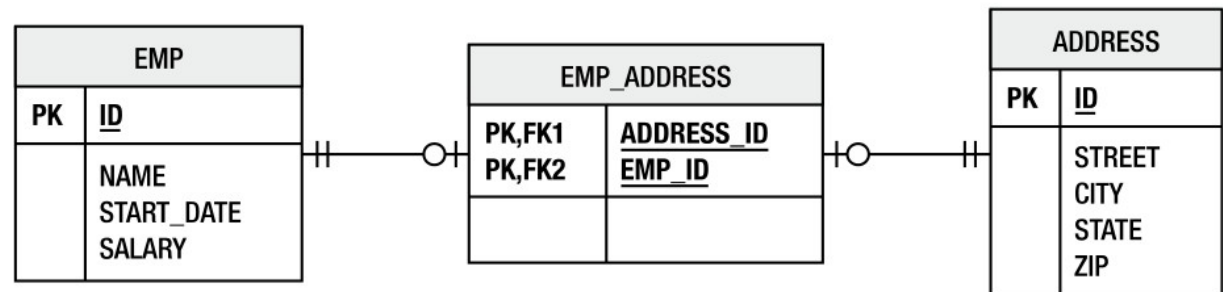 EMP
PK ID
NAME
START_DATE
SALARY
EMP_ADDRESS
PK,FK1 ADDRESS_ID
PK,FK2 EMP_ID
ADDRESS
PK ID
STREET
CITY
STATE
ZIP